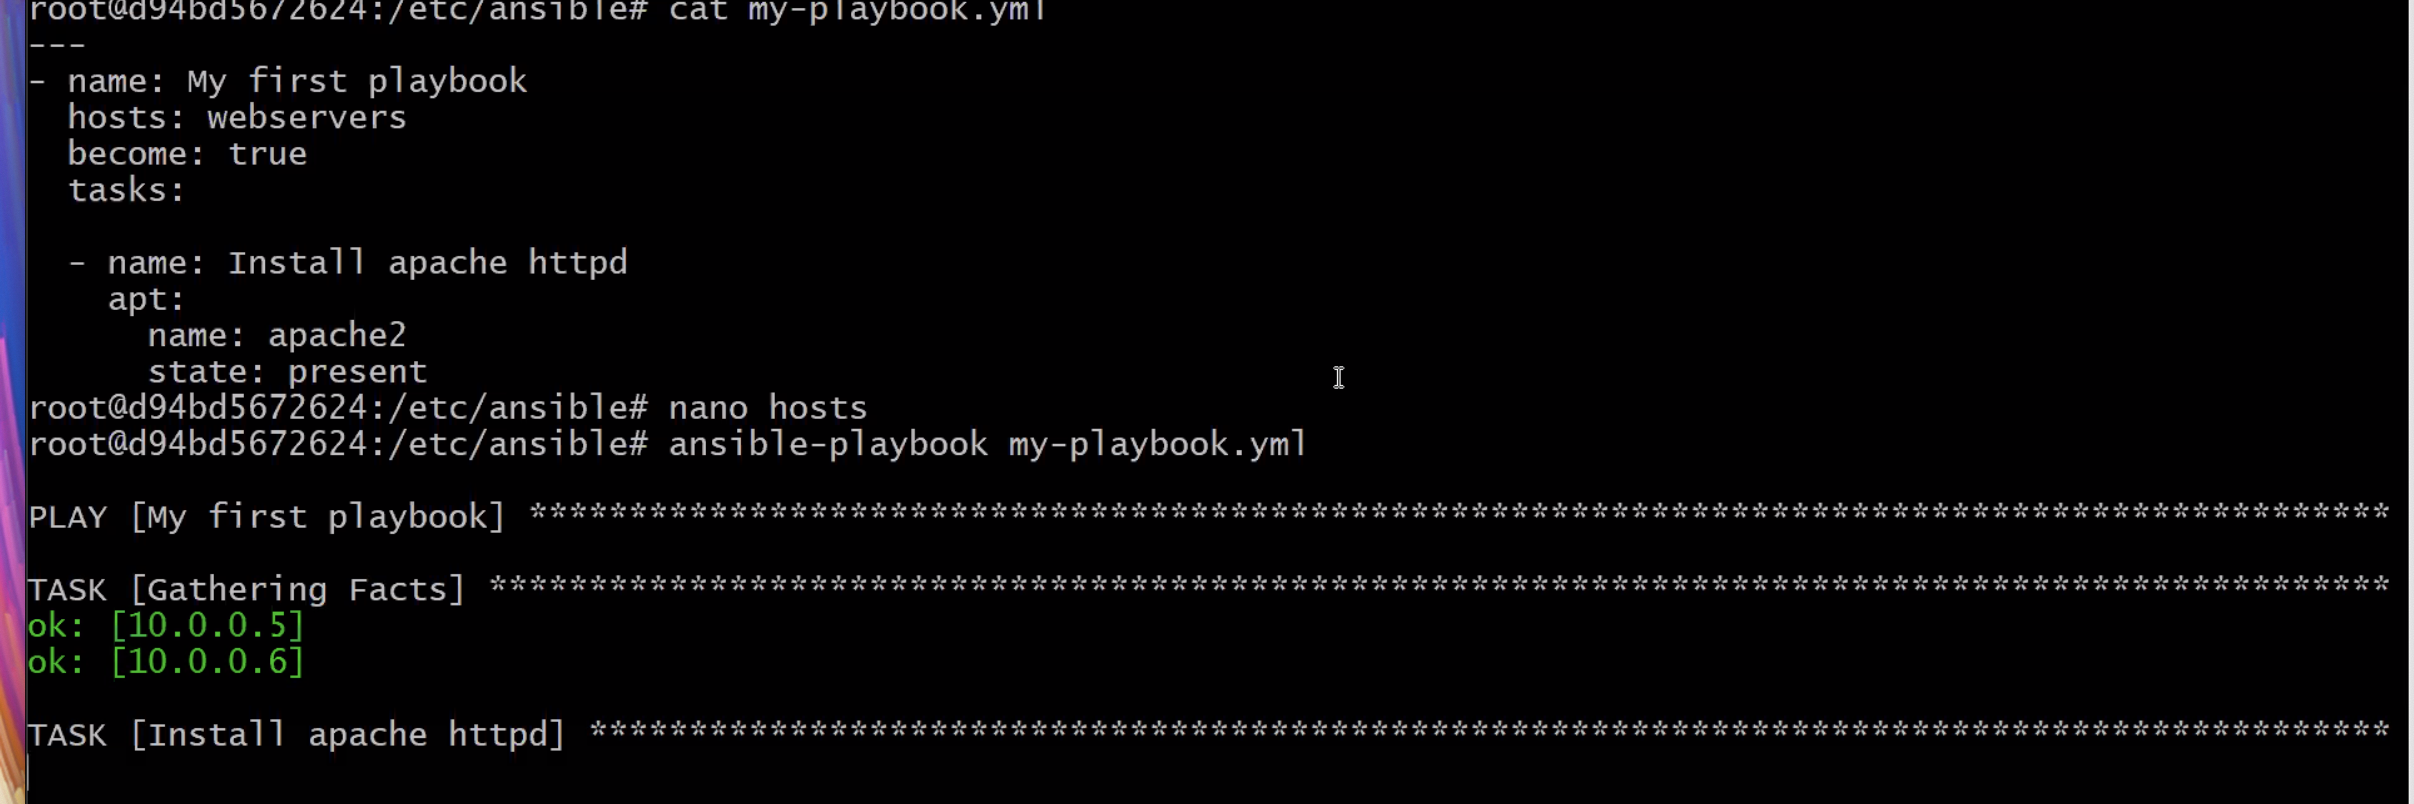 root@d94bd5672624:/etc/ansible# cat my-playbook.yml
---
- name: My first playbook
  hosts: webservers
  become: true
  tasks:

  - name: Install apache httpd
    apt:
      name: apache2
      state: present
root@d94bd5672624:/etc/ansible# nano hosts
root@d94bd5672624:/etc/ansible# ansible-playbook my-playbook.yml

PLAY [My first playbook] *********************************************************************************************

TASK [Gathering Facts] ***********************************************************************************************
ok: [10.0.0.5]
ok: [10.0.0.6]

TASK [Install apache httpd] ******************************************************************************************